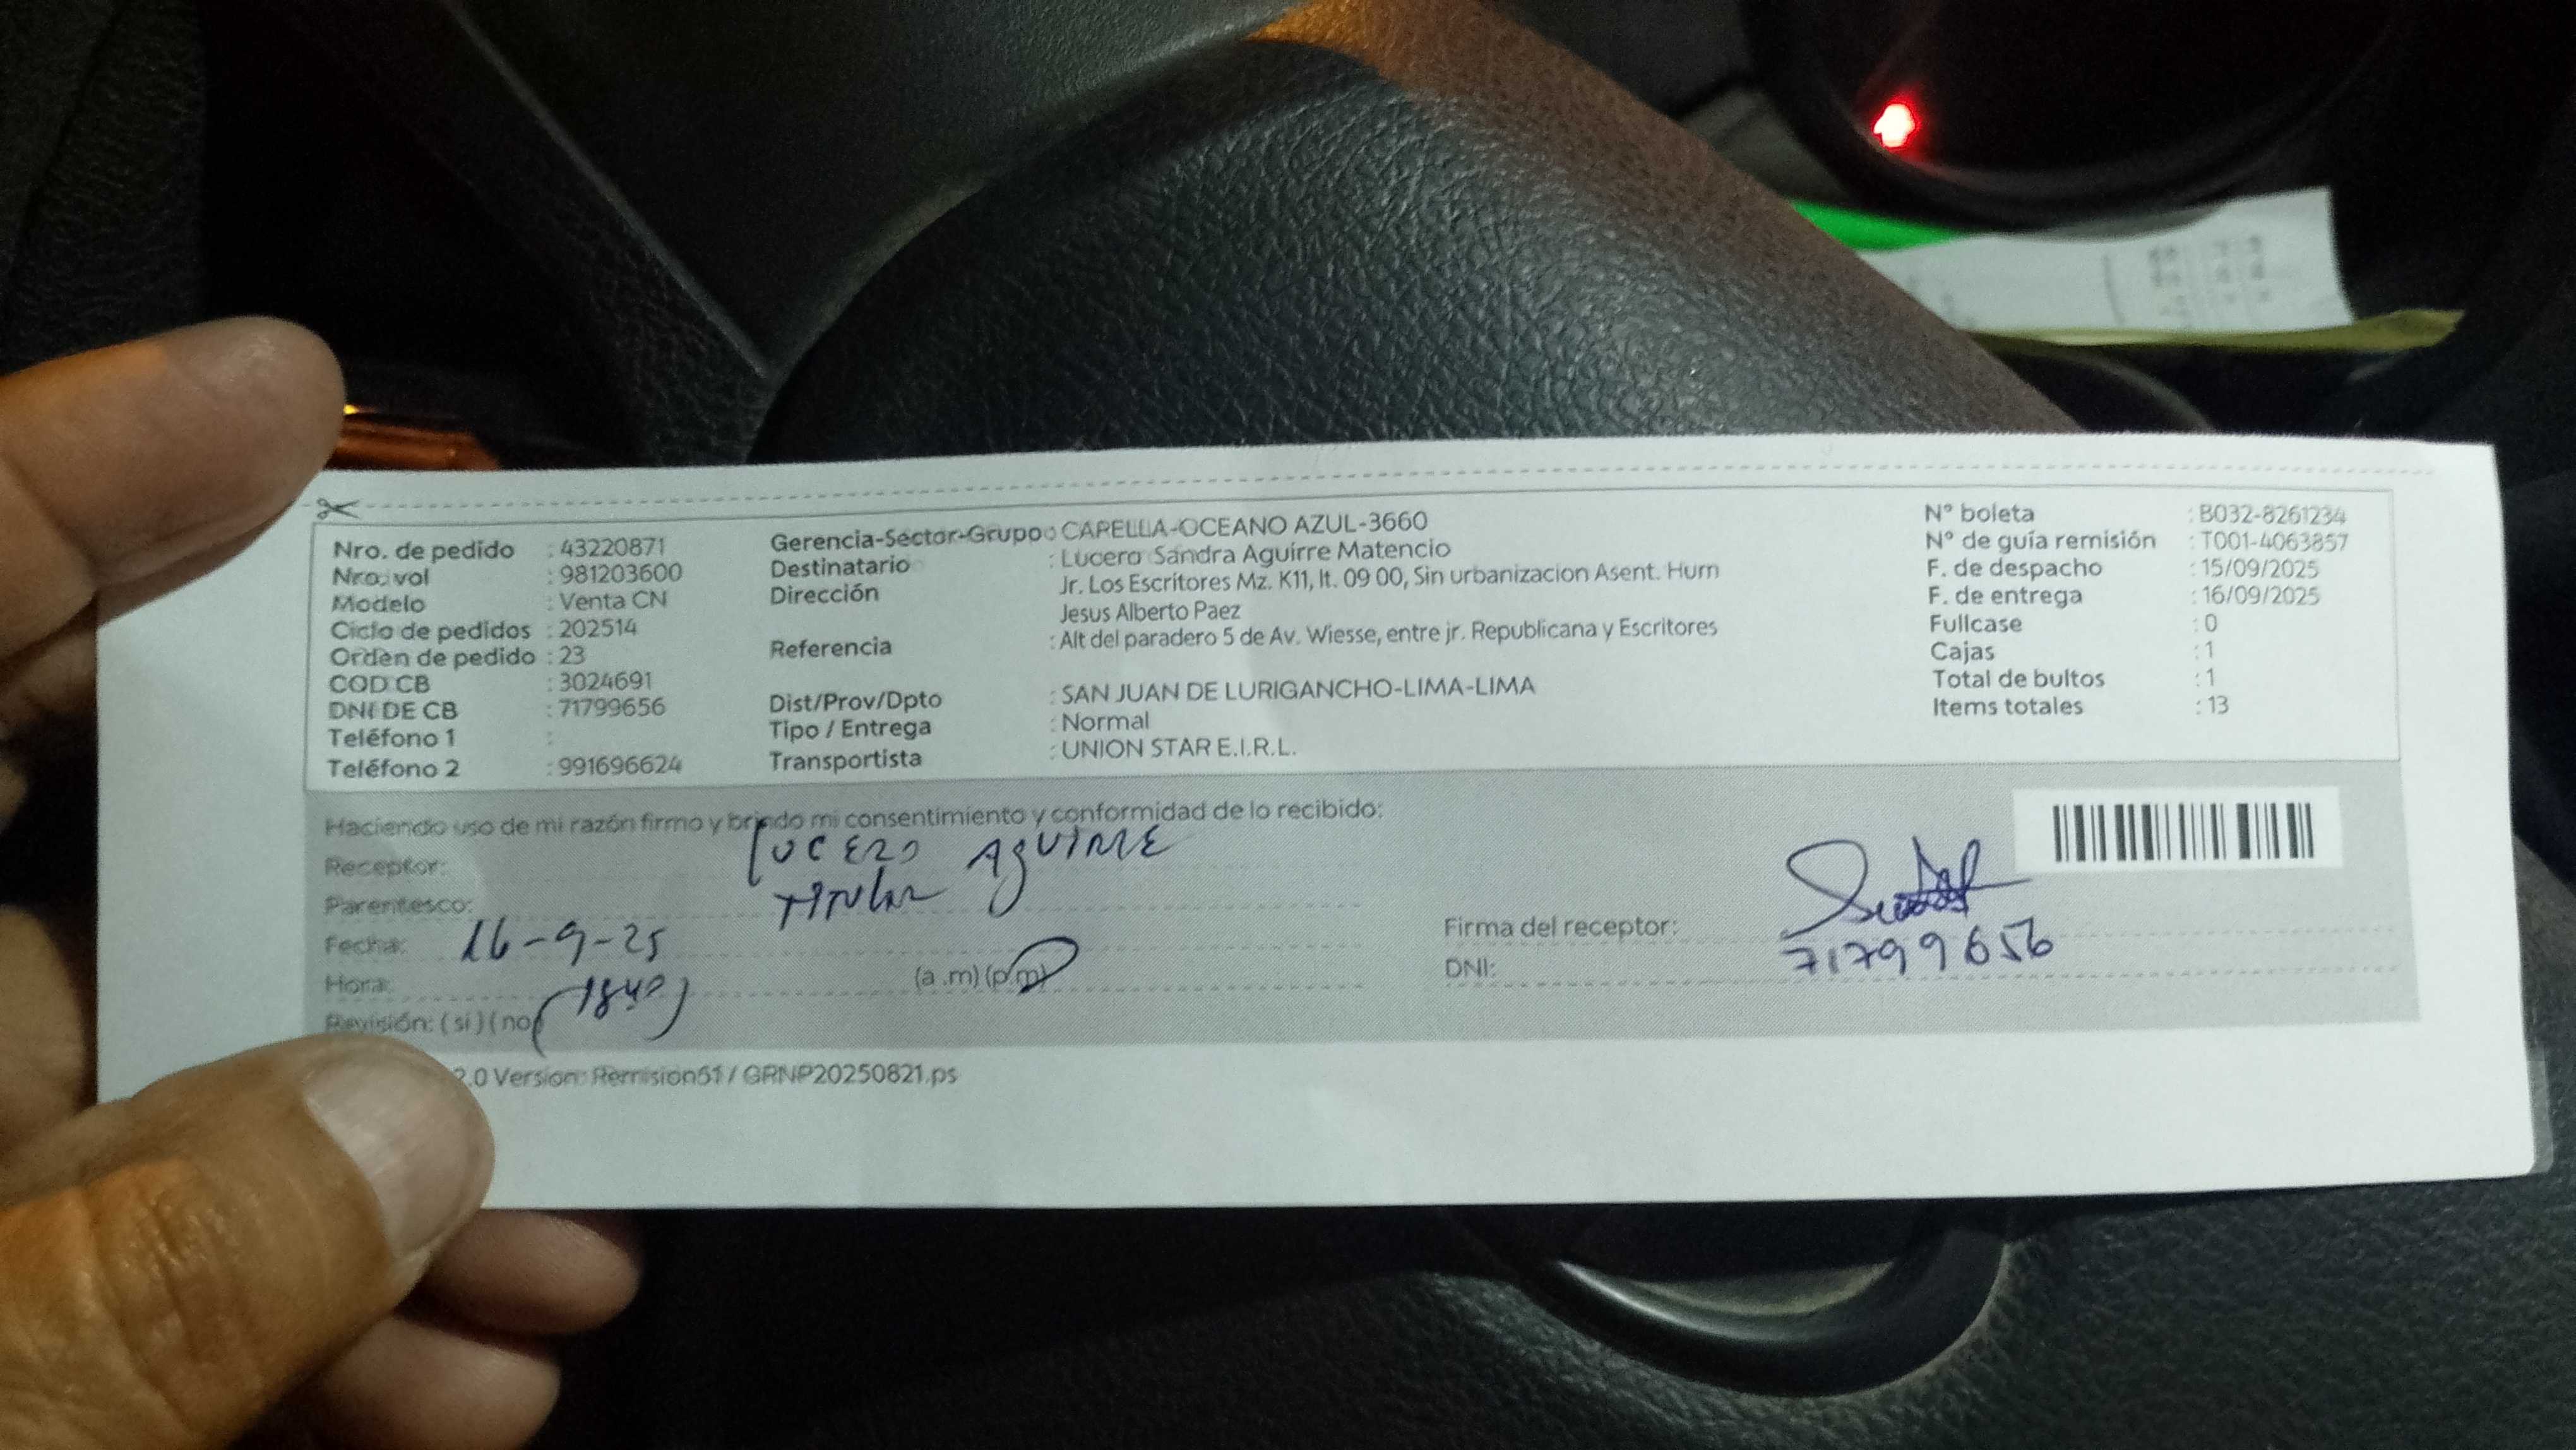 Nro. de pedido : 43220871
Nro. vol : 981203600
Modelo : Venta CN
Ciclo de pedidos : 202514
Orden de pedido : 23
COD CB : 3024691
DNI DE CB : 71799656
Teléfono 1 :
Teléfono 2 : 991696624
Gerencia-Sector-Grupo : CAPELLA-OCEANO AZUL-3660
Destinatario : Lucero Sandra Aguirre Matencio
Dirección Jr. Los Escritores Mz. K11, lt. 09 00, Sin urbanizacion Asent. Hum
Jesus Alberto Paez
Referencia : Alt del paradero 5 de Av. Wiesse, entre jr. Republicana y Escritores
Dist/Prov/Dpto : SAN JUAN DE LURIGANCHO-LIMA-LIMA
Tipo / Entrega : Normal
Transportista : UNION STAR E.I.R.L.
N° boleta : B032-8261234
N° de guía remisión : T001-4063857
F. de despacho : 15/09/2025
F. de entrega : 16/09/2025
Fullcase : 0
Cajas : 1
Total de bultos : 1
Items totales : 13
Haciendo uso de mi razón firmo y brindo mi consentimiento y conformidad de lo recibido:
Receptor: LUCERO AGUIRRE
Parentesco: TITULAR
Fecha: 16-9-25
Hora: (1840) (a.m) (p.m)
Revisión: (si) (no)
Firma del receptor:
DNI: 71799656
2.0 Version: Remision61 / GRNP20250821.ps